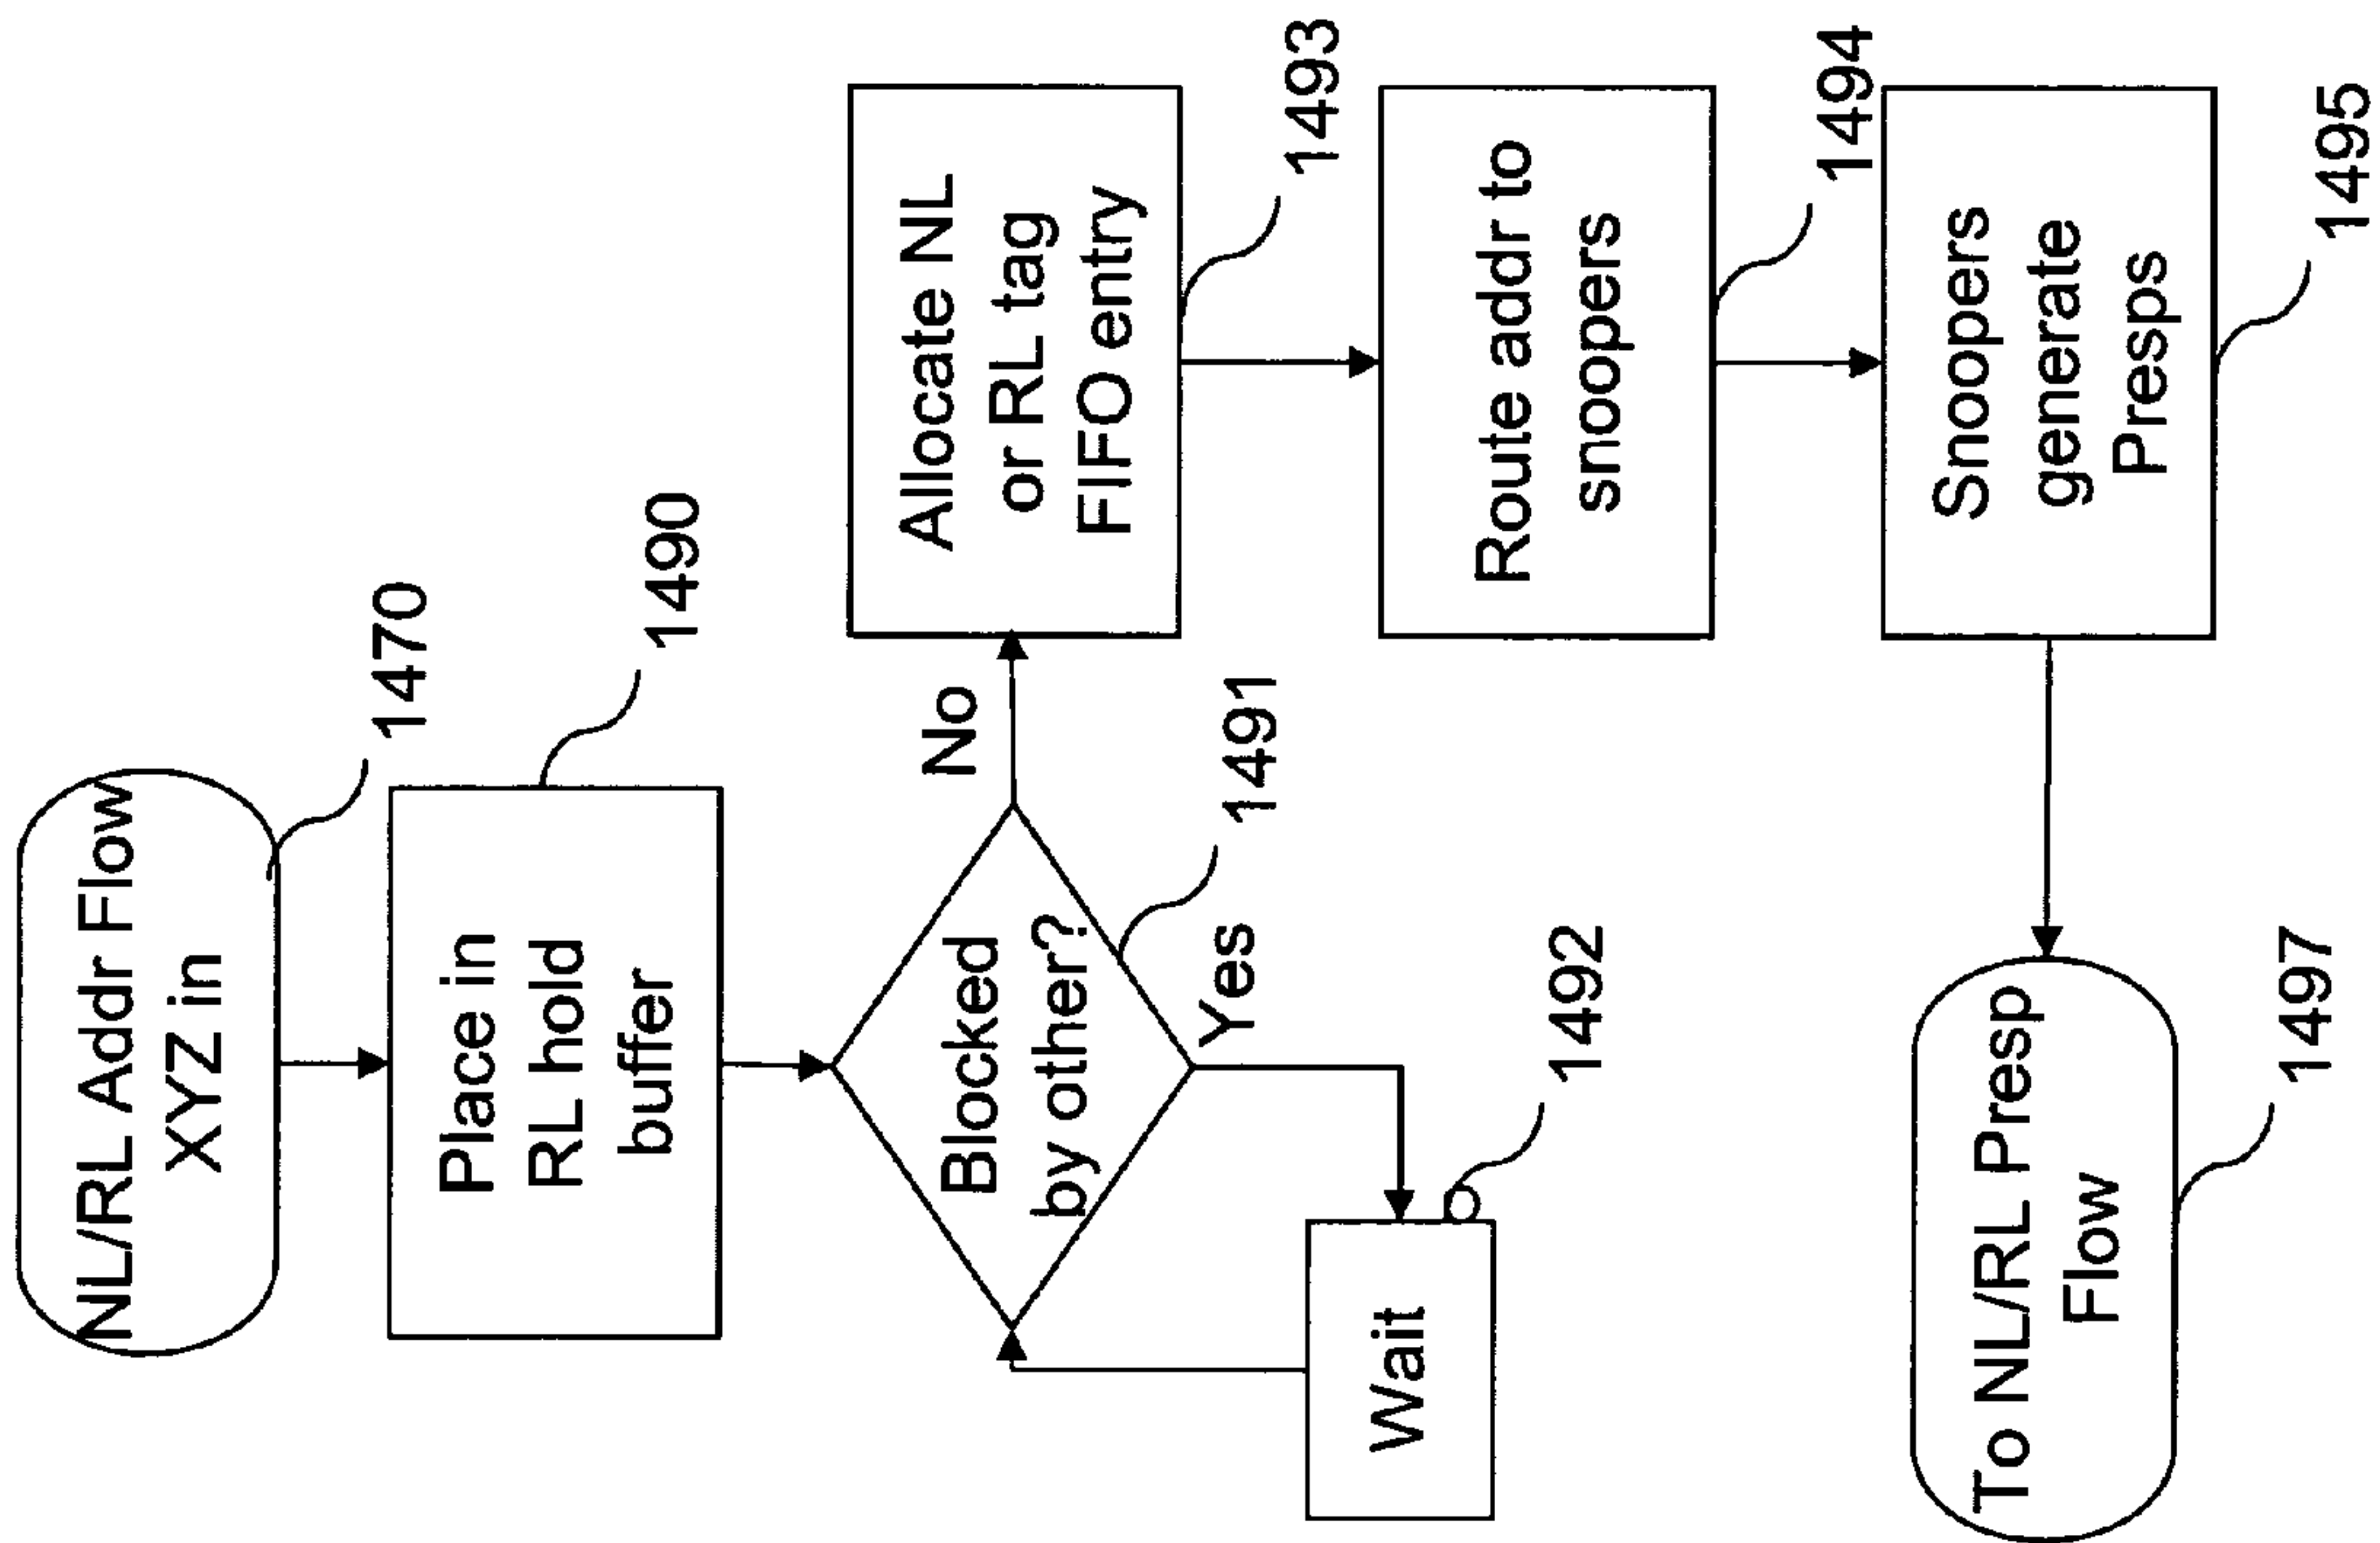 NL/RL Addr Flow
XYZ in
1470
Place in
RL hold
buffer
1490
Blocked
by other?
1491
No
Yes
Wait
1492
Allocate NL
or RL tag
FIFO entry
1493
Route addr to
snoopers
1494
Snoopers
generate
Presps
1495
To NL/RL Presp
Flow
1497